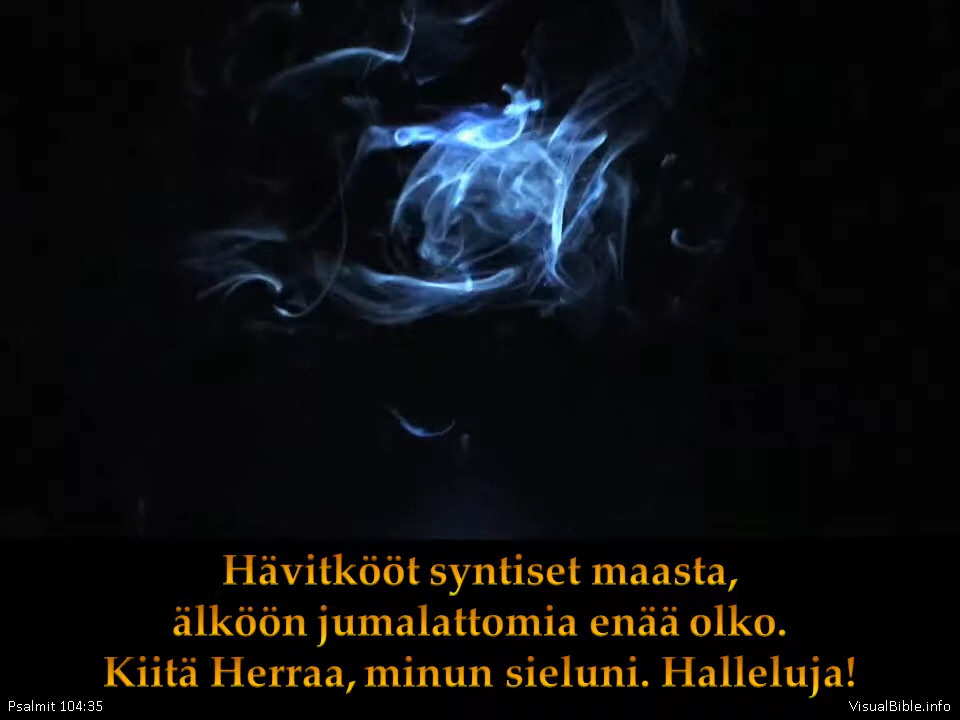 Hävitkööt syntiset maasta,
älköön jumalattomia enää olko.
Kiitä Herraa, minun sieluni. Halleluja!
Psalmit 104:35
VisualBible.info